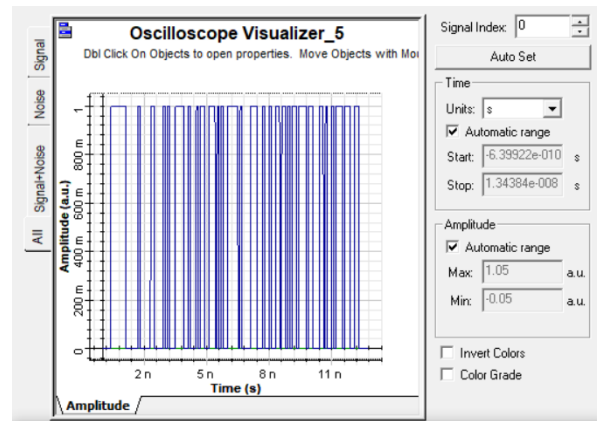 Oscilloscope Visualizer_5
Dbl Click On Objects to open properties. Move Objects with Mou
Signal
Noise
Signal+Noise
All
Amplitude (a.u.)
1
800 m
600 m
400 m
200 m
0
2 n 5 n 8 n 11 n
Time (s)
Amplitude
Signal Index: 0
Auto Set
Time
Units: s
Automatic range
Start: -6.39922e-010 s
Stop: 1.34384e-008 s
Amplitude
Automatic range
Max: 1.05 a.u.
Min: -0.05 a.u.
Invert Colors
Color Grade